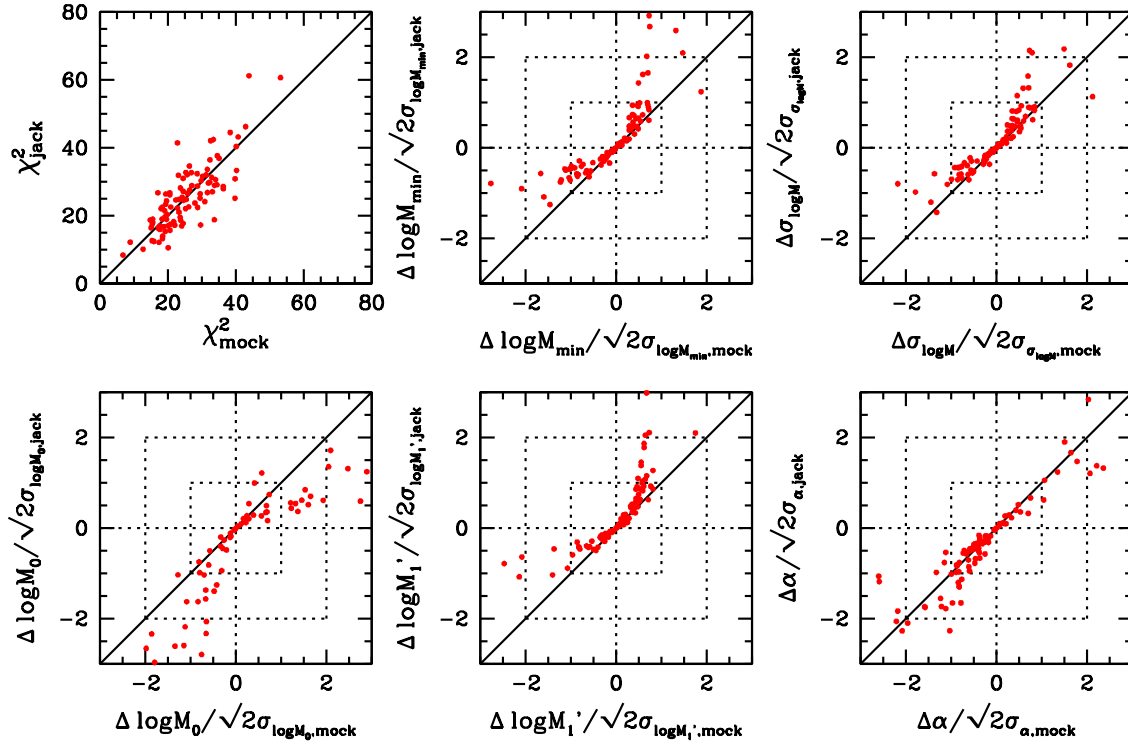 80
60
40
20
0
0 20 40 60 80
χ²jack
χ²mock
2
0
−2
−2 0 2
Δ logMmin/√2σlogMmin,jack
Δ logMmin/√2σlogMmin,mock
2
0
−2
−2 0 2
ΔσlogM/√2σσlogM,jack
ΔσlogM/√2σσlogM,mock
2
0
−2
−2 0 2
Δ logM0/√2σlogM0,jack
Δ logM0/√2σlogM0,mock
2
0
−2
−2 0 2
Δ logM1'/√2σlogM1',jack
Δ logM1'/√2σlogM1',mock
2
0
−2
−2 0 2
Δα/√2σα,jack
Δα/√2σα,mock